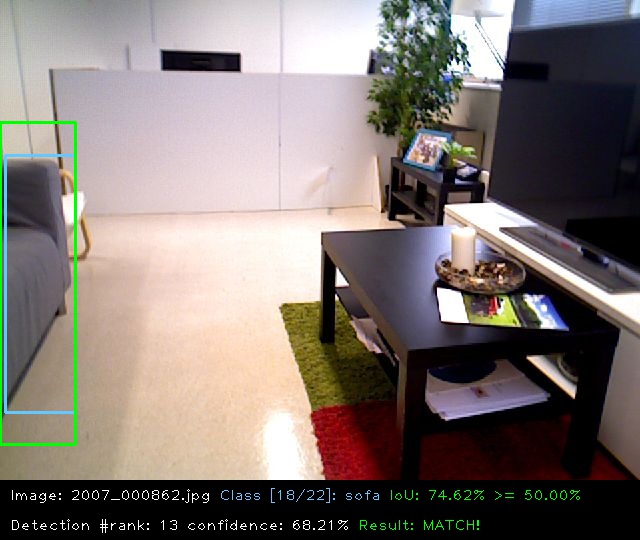 Image: 2007_000862.jpg Class [18/22]: sofa IoU: 74.62% >= 50.00%
Detection #rank: 13 confidence: 68.21% Result: MATCH!